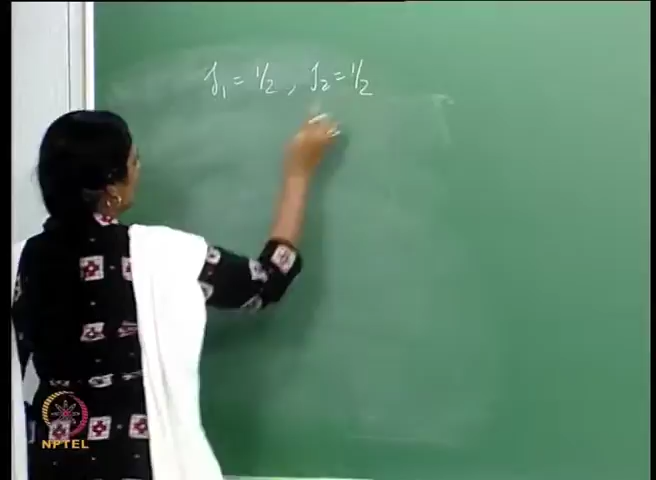 j₁ = 1/2, j₂ = 1/2
NPTEL